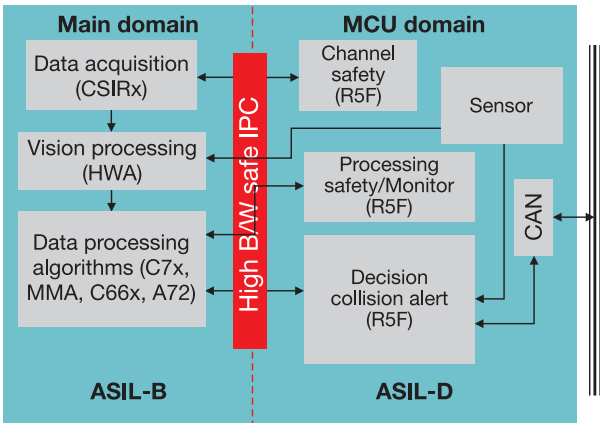 Main domain
MCU domain
Data acquisition
(CSIRx)
Channel
safety
(R5F)
Sensor
Vision processing
(HWA)
High B/W safe IPC
Processing
safety/Monitor
(R5F)
CAN
Data processing
algorithms (C7x,
MMA, C66x, A72)
Decision
collision alert
(R5F)
ASIL-B
ASIL-D